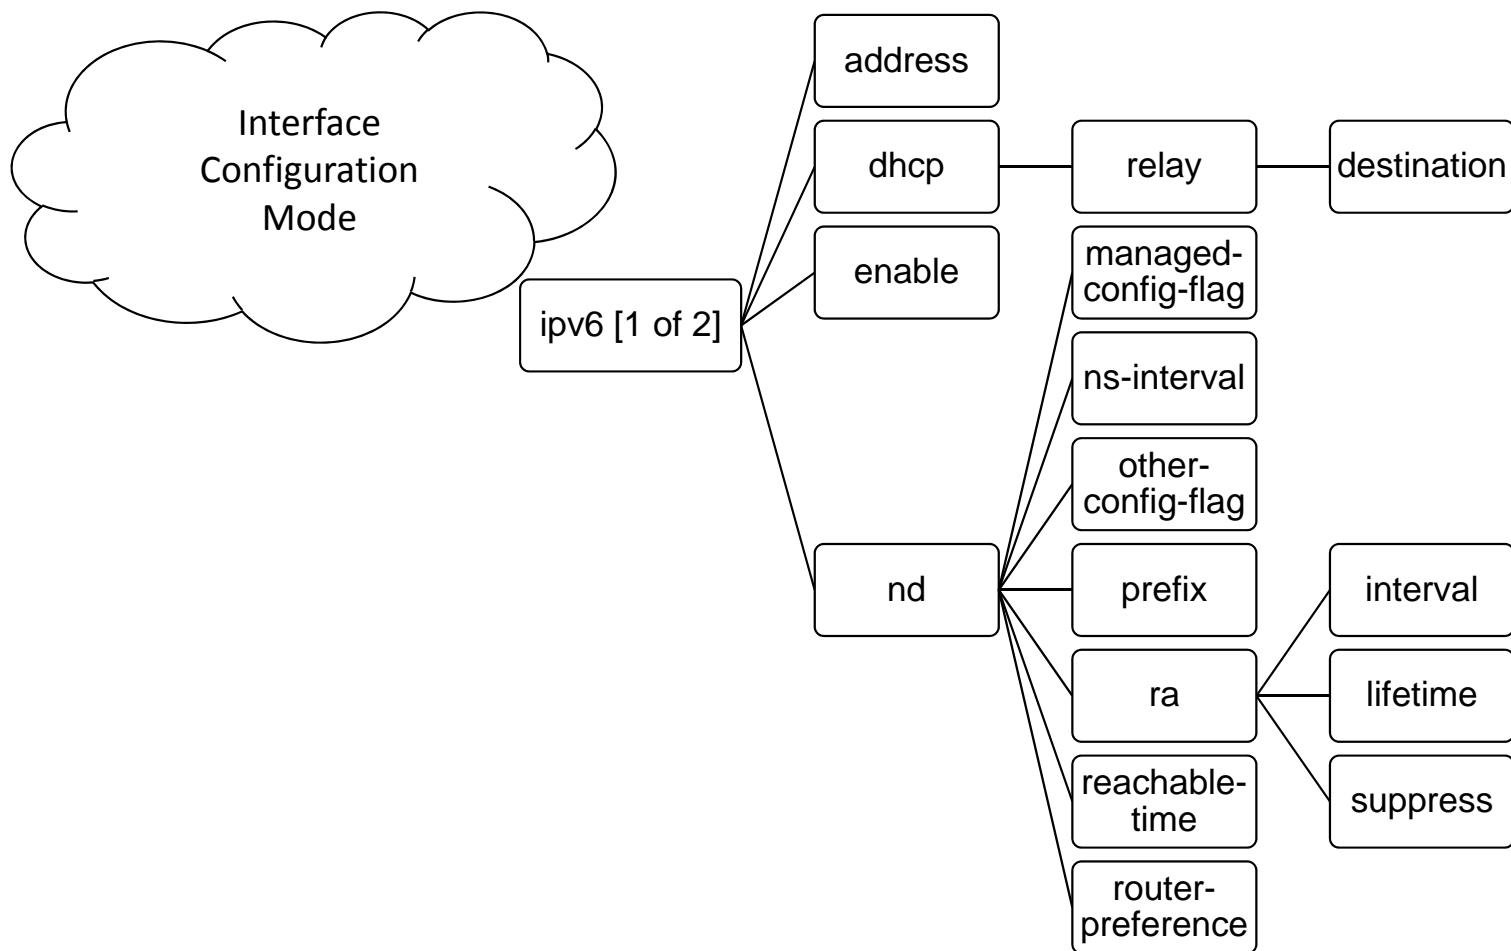 Interface
Configuration
Mode
ipv6 [1 of 2]
address
dhcp
relay
destination
enable
nd
managed-
config-flag
ns-interval
other-
config-flag
prefix
ra
interval
lifetime
suppress
reachable-
time
router-
preference